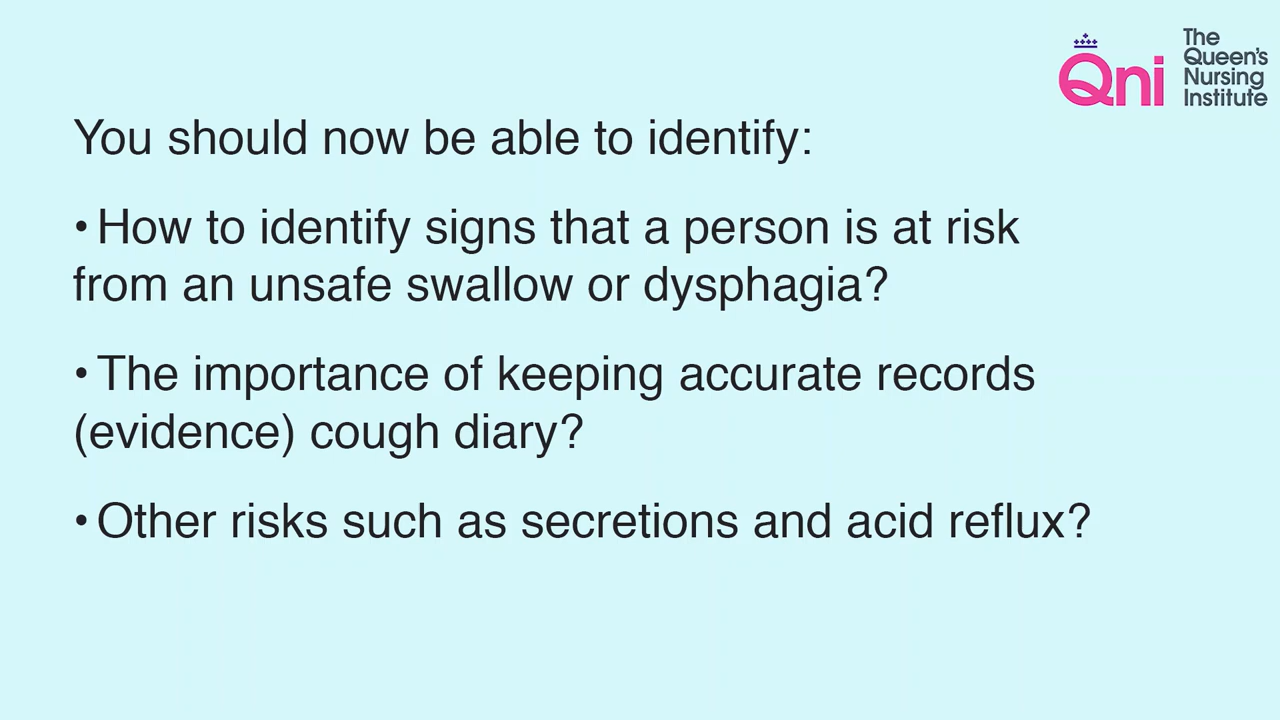 Qni
The
Queen's
Nursing
Institute
You should now be able to identify:
• How to identify signs that a person is at risk
from an unsafe swallow or dysphagia?
• The importance of keeping accurate records
(evidence) cough diary?
• Other risks such as secretions and acid reflux?